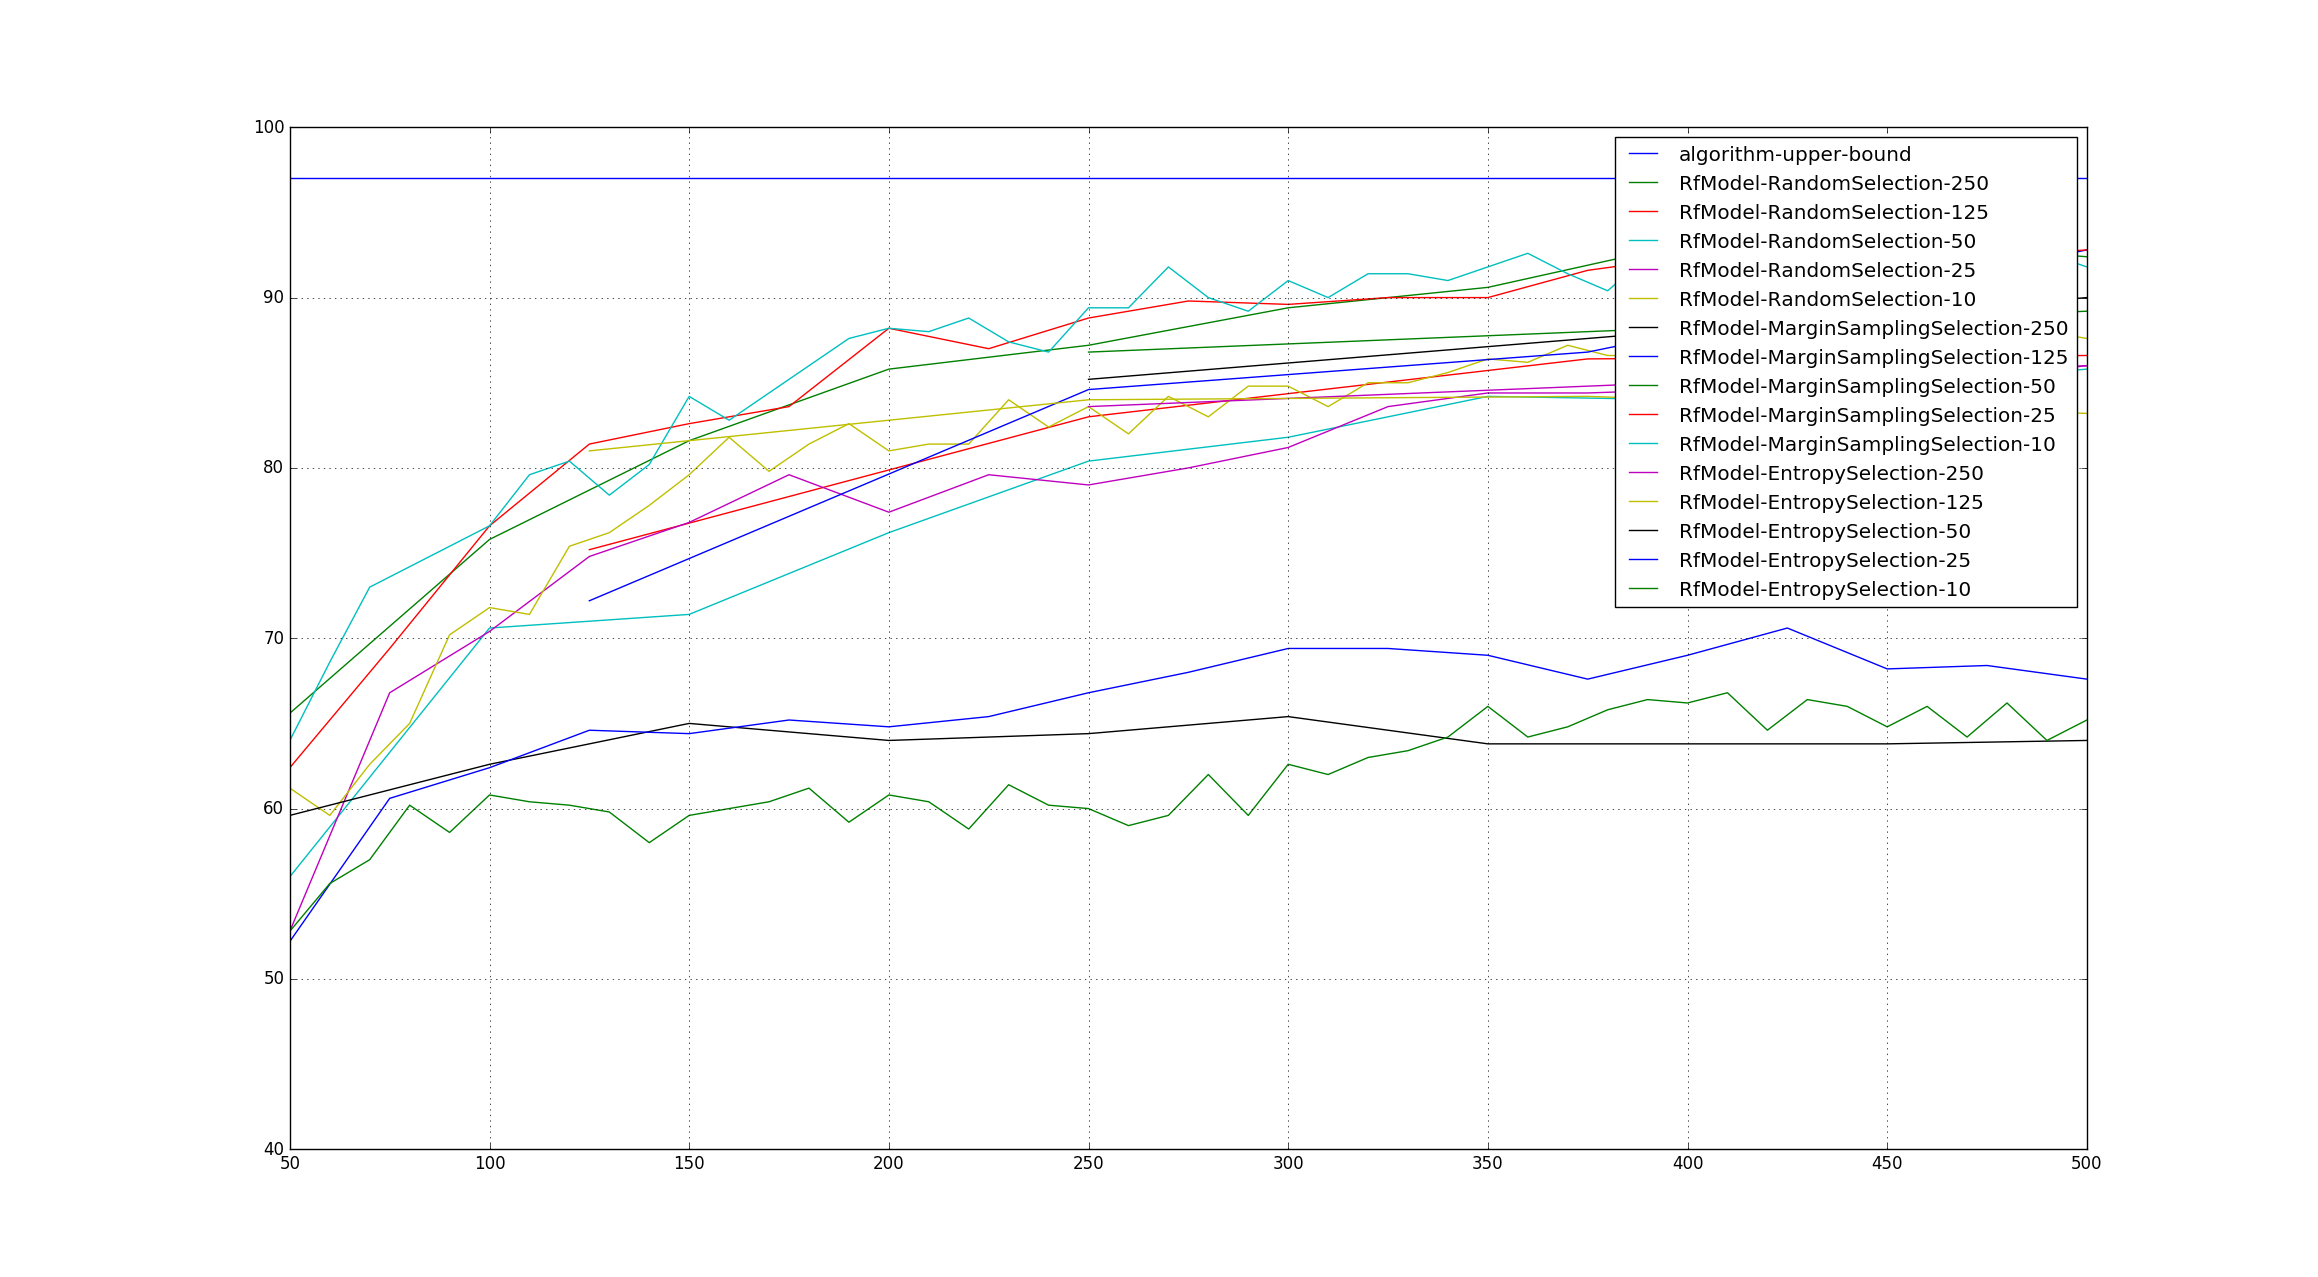 100
90
80
70
60
50
40
50 100 150 200 250 300 350 400 450 500
algorithm-upper-bound
RfModel-RandomSelection-250
RfModel-RandomSelection-125
RfModel-RandomSelection-50
RfModel-RandomSelection-25
RfModel-RandomSelection-10
RfModel-MarginSamplingSelection-250
RfModel-MarginSamplingSelection-125
RfModel-MarginSamplingSelection-50
RfModel-MarginSamplingSelection-25
RfModel-MarginSamplingSelection-10
RfModel-EntropySelection-250
RfModel-EntropySelection-125
RfModel-EntropySelection-50
RfModel-EntropySelection-25
RfModel-EntropySelection-10